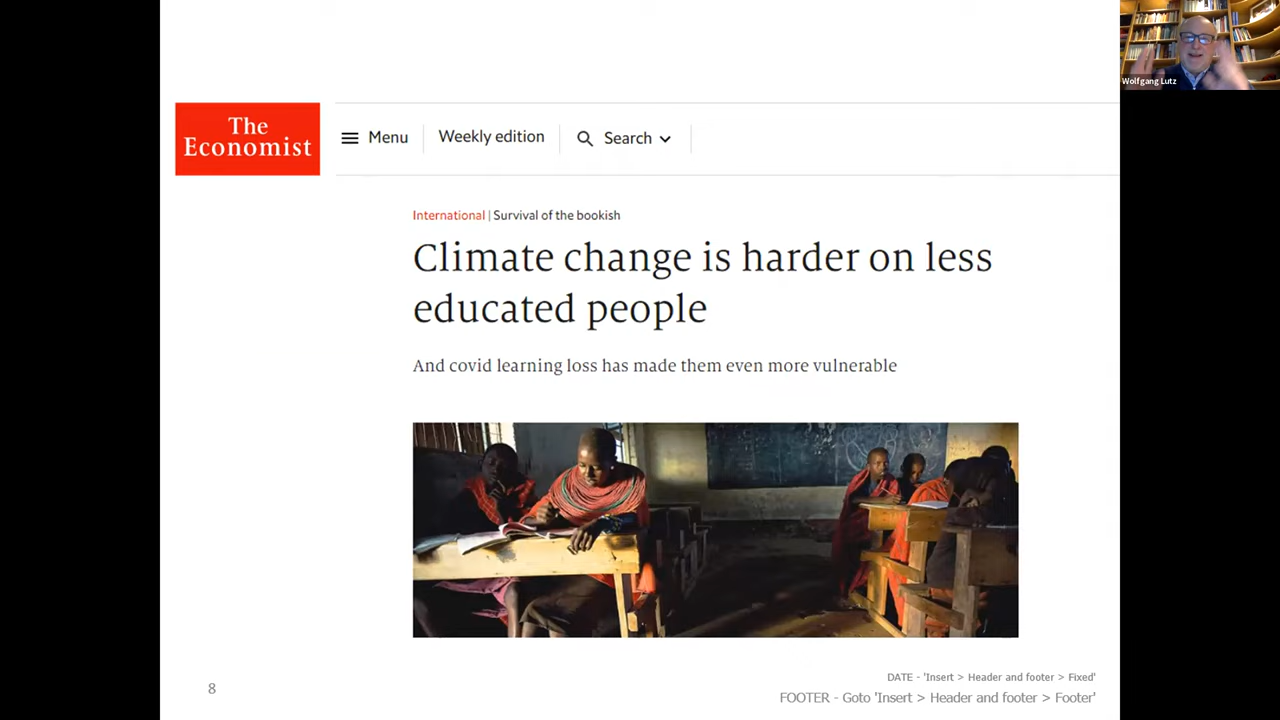 Wolfgang Lutz
The
Economist
Menu
Weekly edition
Search
International | Survival of the bookish
Climate change is harder on less
educated people
And covid learning loss has made them even more vulnerable
8
DATE - 'Insert > Header and footer > Fixed'
FOOTER - Goto 'Insert > Header and footer > Footer'